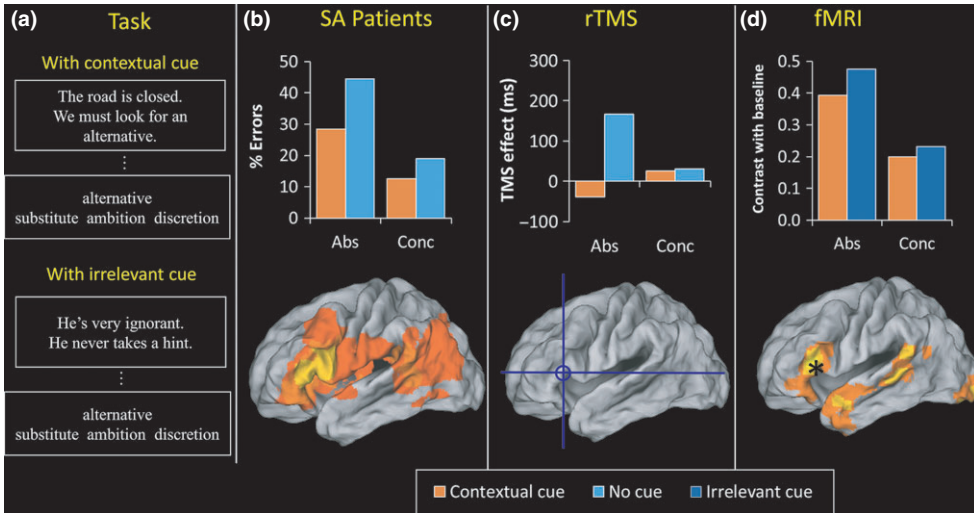 (a) Task
With contextual cue
The road is closed.
We must look for an
alternative.
alternative
substitute ambition discretion
With irrelevant cue
He's very ignorant.
He never takes a hint.
alternative
substitute ambition discretion
(b) SA Patients
% Errors
50
40
30
20
10
0
Abs Conc
(c) rTMS
TMS effect (ms)
300
200
100
0
−100
Abs Conc
(d) fMRI
Contrast with baseline
0.5
0.4
0.3
0.2
0.1
0.0
Abs Conc
*
Contextual cue No cue Irrelevant cue